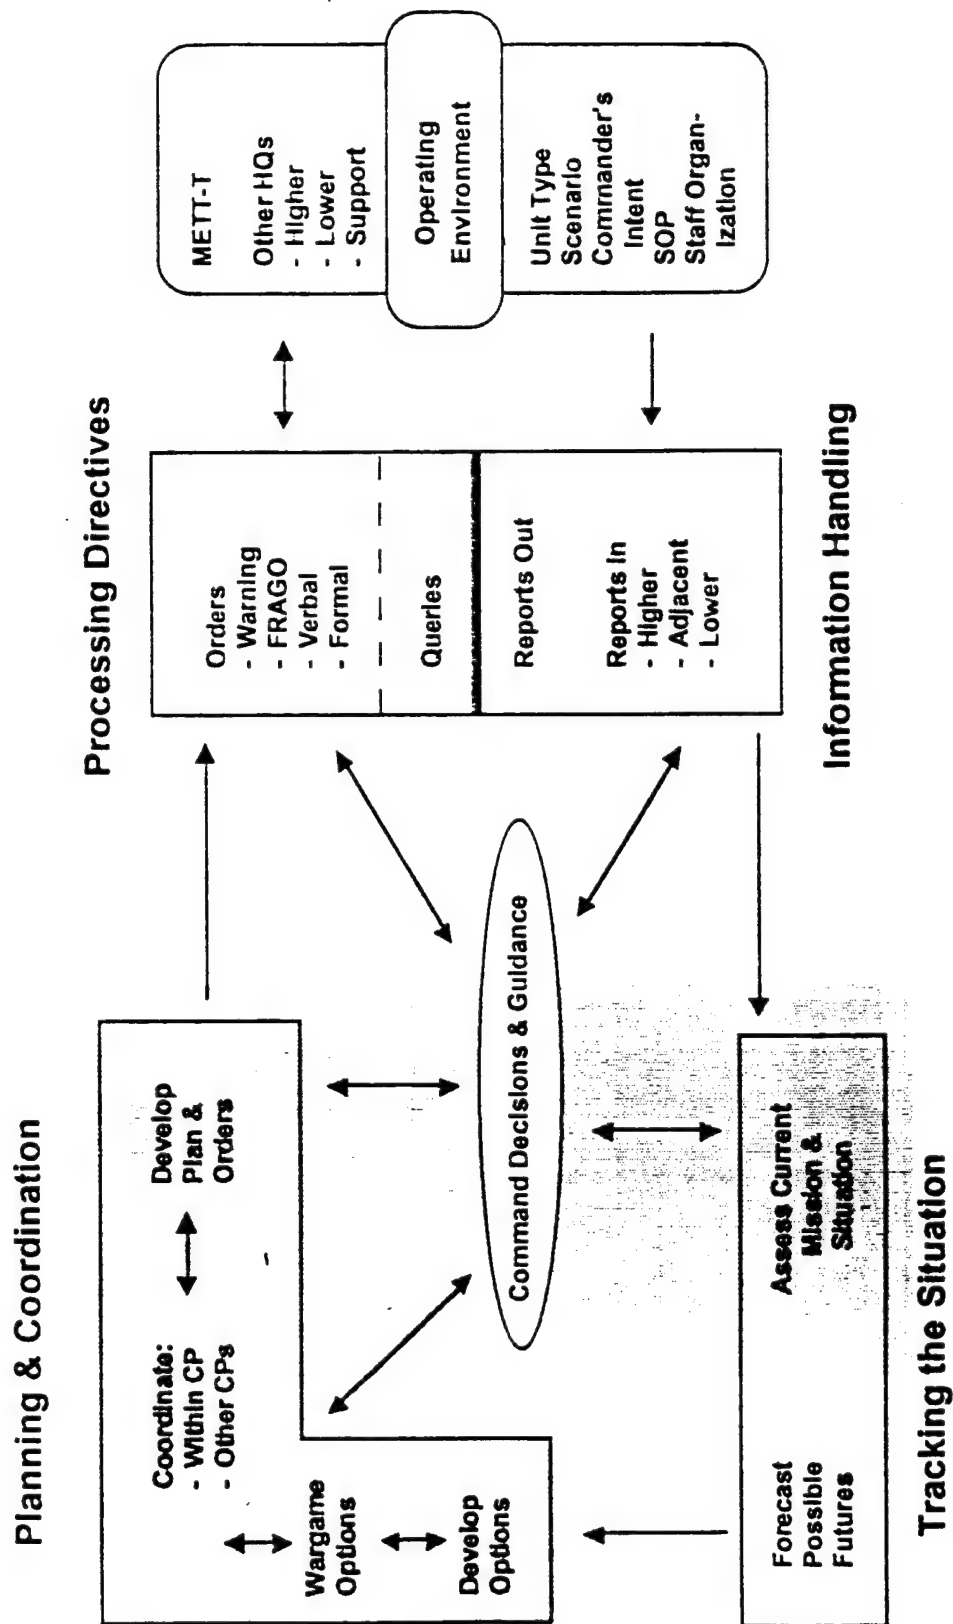 Planning & Coordination
Coordinate:
- Within CP
- Other CPs
Develop
Plan &
Orders
Wargame
Options
Develop
Options
Processing Directives
Orders
- Warning
- FRAGO
- Verbal
- Formal
Queries
Reports Out
Reports In
- Higher
- Adjacent
- Lower
Information Handling
METT-T
Other HQs
- Higher
- Lower
- Support
Operating
Environment
Unit Type
Scenario
Commander's
Intent
SOP
Staff Organ-
ization
Command Decisions & Guidance
Forecast
Possible
Futures
Assess Current
Mission &
Situation
Tracking the Situation